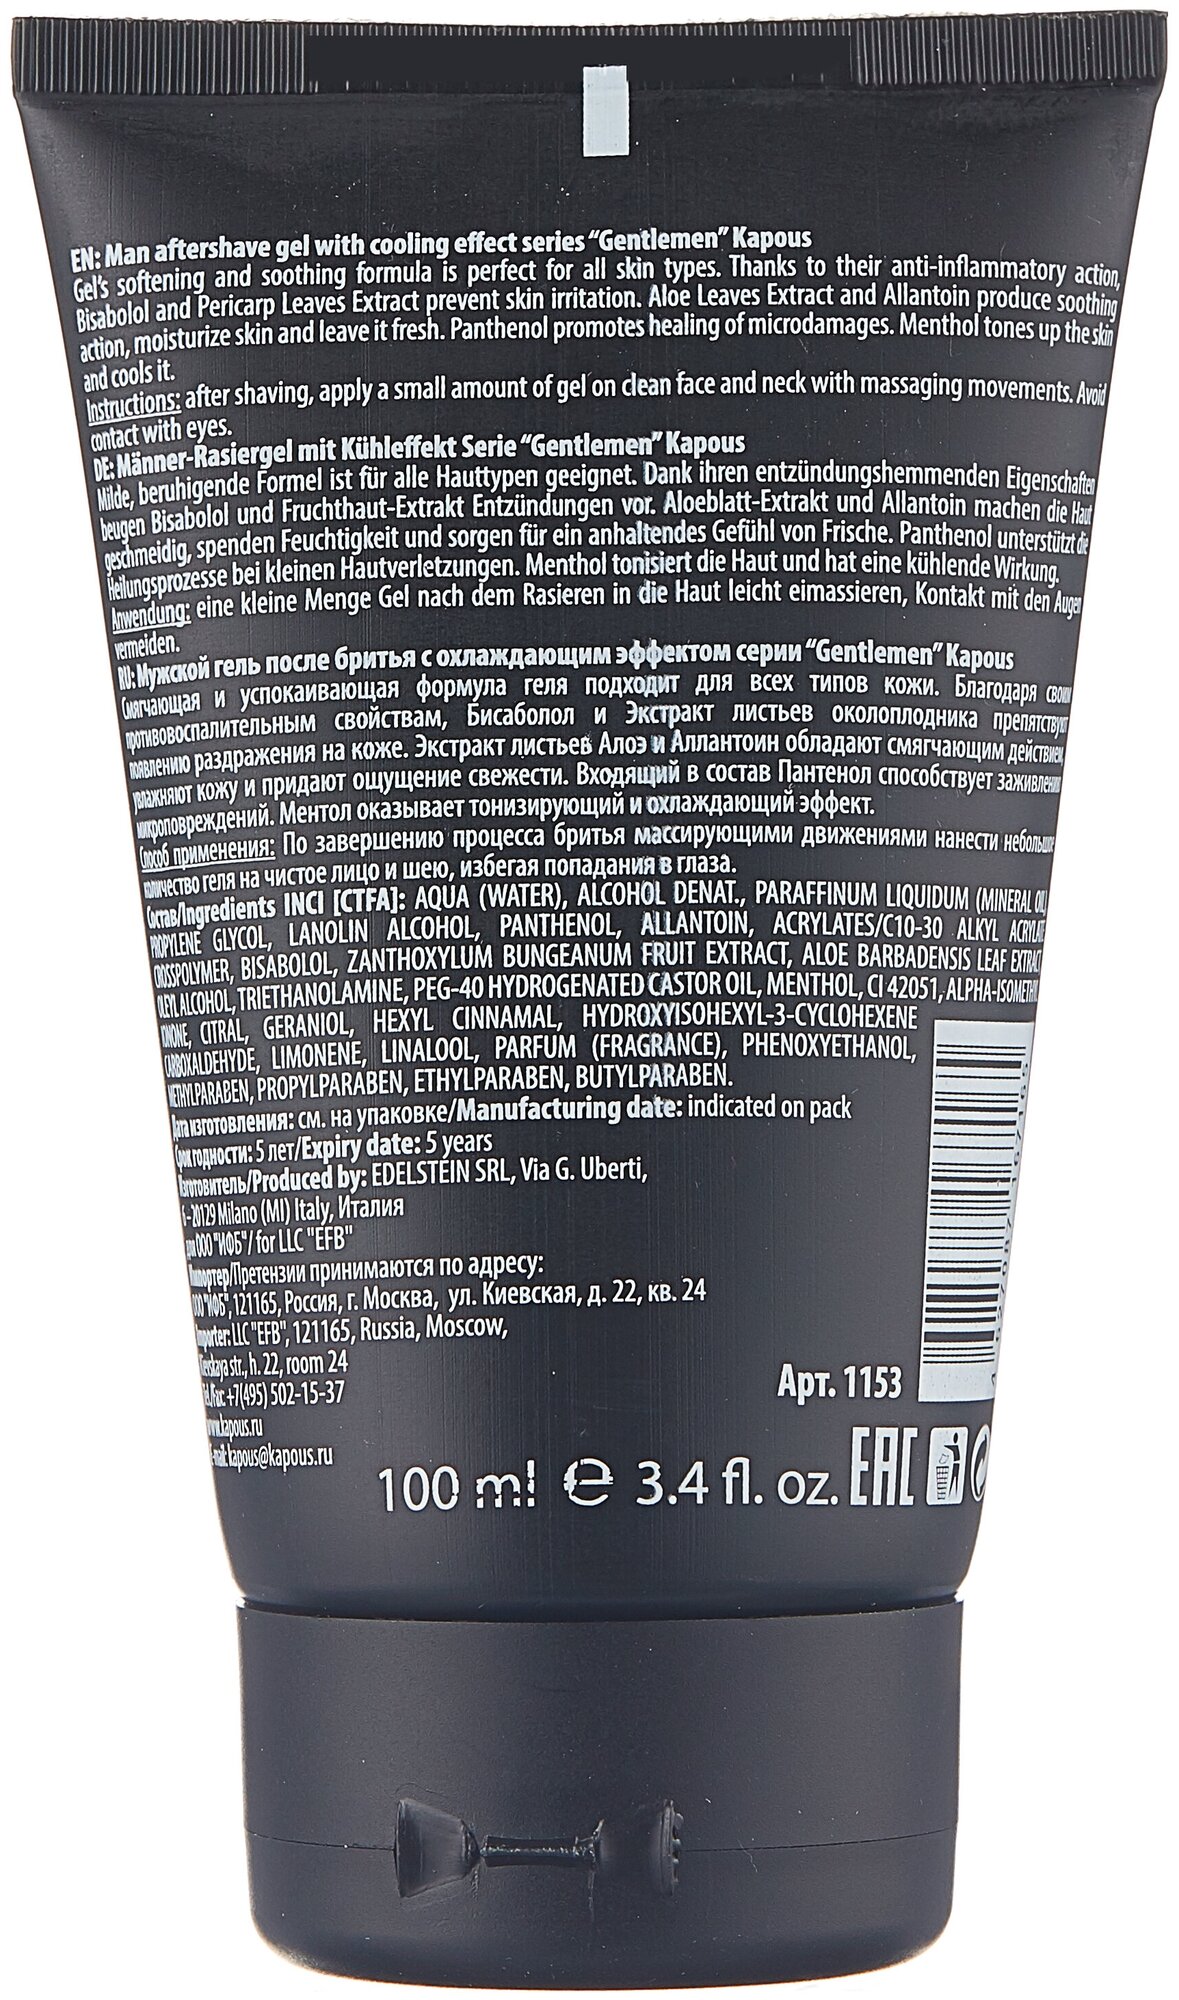 EN: Man aftershave gel with cooling effect series “Gentlemen” Kapous
Gel's softening and soothing formula is perfect for all skin types. Thanks to their anti-inflammatory action,
Bisabolol and Pericarp Leaves Extract prevent skin irritation. Aloe Leaves Extract and Allantoin produce soothing
action, moisturize skin and leave it fresh. Panthenol promotes healing of microdamages. Menthol tones up the skin
and cools it.
Instructions: after shaving, apply a small amount of gel on clean face and neck with massaging movements. Avoid
contact with eyes.
DE: Männer-Rasiergel mit Kühleffekt Serie “Gentlemen” Kapous
Milde, beruhigende Formel ist für alle Hauttypen geeignet. Dank ihren entzündungshemmenden Eigenschaften
beugen Bisabolol und Fruchthaut-Extrakt Entzündungen vor. Aloeblatt-Extrakt und Allantoin machen die Haut
geschmeidig, spenden Feuchtigkeit und sorgen für ein anhaltendes Gefühl von Frische. Panthenol unterstützt die
Heilungsprozesse bei kleinen Hautverletzungen. Menthol tonisiert die Haut und hat eine kühlende Wirkung.
Anwendung: eine kleine Menge Gel nach dem Rasieren in die Haut leicht eimassieren, Kontakt mit den Augen
vermeiden.
RU: Мужской гель после бритья с охлаждающим эффектом серии “Gentlemen” Kapous
Смягчающая и успокаивающая формула геля подходит для всех типов кожи. Благодаря своим
противовоспалительным свойствам, Бисаболол и Экстракт листьев околоплодника препятствуют
появлению раздражения на коже. Экстракт листьев Алоэ и Аллантоин обладают смягчающим действием,
увлажняют кожу и придают ощущение свежести. Входящий в состав Пантенол способствует заживлению
микроповреждений. Ментол оказывает тонизирующий и охлаждающий эффект.
Способ применения: По завершению процесса бритья массирующими движениями нанести небольшое
количество геля на чистое лицо и шею, избегая попадания в глаза.
Состав/Ingredients INCI [CTFA]: AQUA (WATER), ALCOHOL DENAT., PARAFFINUM LIQUIDUM (MINERAL OIL),
PROPYLENE GLYCOL, LANOLIN ALCOHOL, PANTHENOL, ALLANTOIN, ACRYLATES/C10-30 ALKYL ACRYLATE
CROSSPOLYMER, BISABOLOL, ZANTHOXYLUM BUNGEANUM FRUIT EXTRACT, ALOE BARBADENSIS LEAF EXTRACT,
OLEYL ALCOHOL, TRIETHANOLAMINE, PEG-40 HYDROGENATED CASTOR OIL, MENTHOL, CI 42051, ALPHA-ISOMETHYL
IONONE, CITRAL, GERANIOL, HEXYL CINNAMAL, HYDROXYISOHEXYL-3-CYCLOHEXENE
CARBOXALDEHYDE, LIMONENE, LINALOOL, PARFUM (FRAGRANCE), PHENOXYETHANOL,
METHYLPARABEN, PROPYLPARABEN, ETHYLPARABEN, BUTYLPARABEN.
Дата изготовления: см. на упаковке/Manufacturing date: indicated on pack
Срок годности: 5 лет/Expiry date: 5 years
Изготовитель/Produced by: EDELSTEIN SRL, Via G. Uberti,
6 - 20129 Milano (MI) Italy, Италия
для ООО "ИФБ"/ for LLC "EFB"
Импортер/Претензии принимаются по адресу:
ООО "ИФБ", 121165, Россия, г. Москва, ул. Киевская, д. 22, кв. 24
Importer: LLC "EFB", 121165, Russia, Moscow,
Kievskaya str., h. 22, room 24
Tel./Fax: +7(495) 502-15-37
www.kapous.ru
E-mail: kapous@kapous.ru
Арт. 1153
100 ml e 3.4 fl. oz. EAC